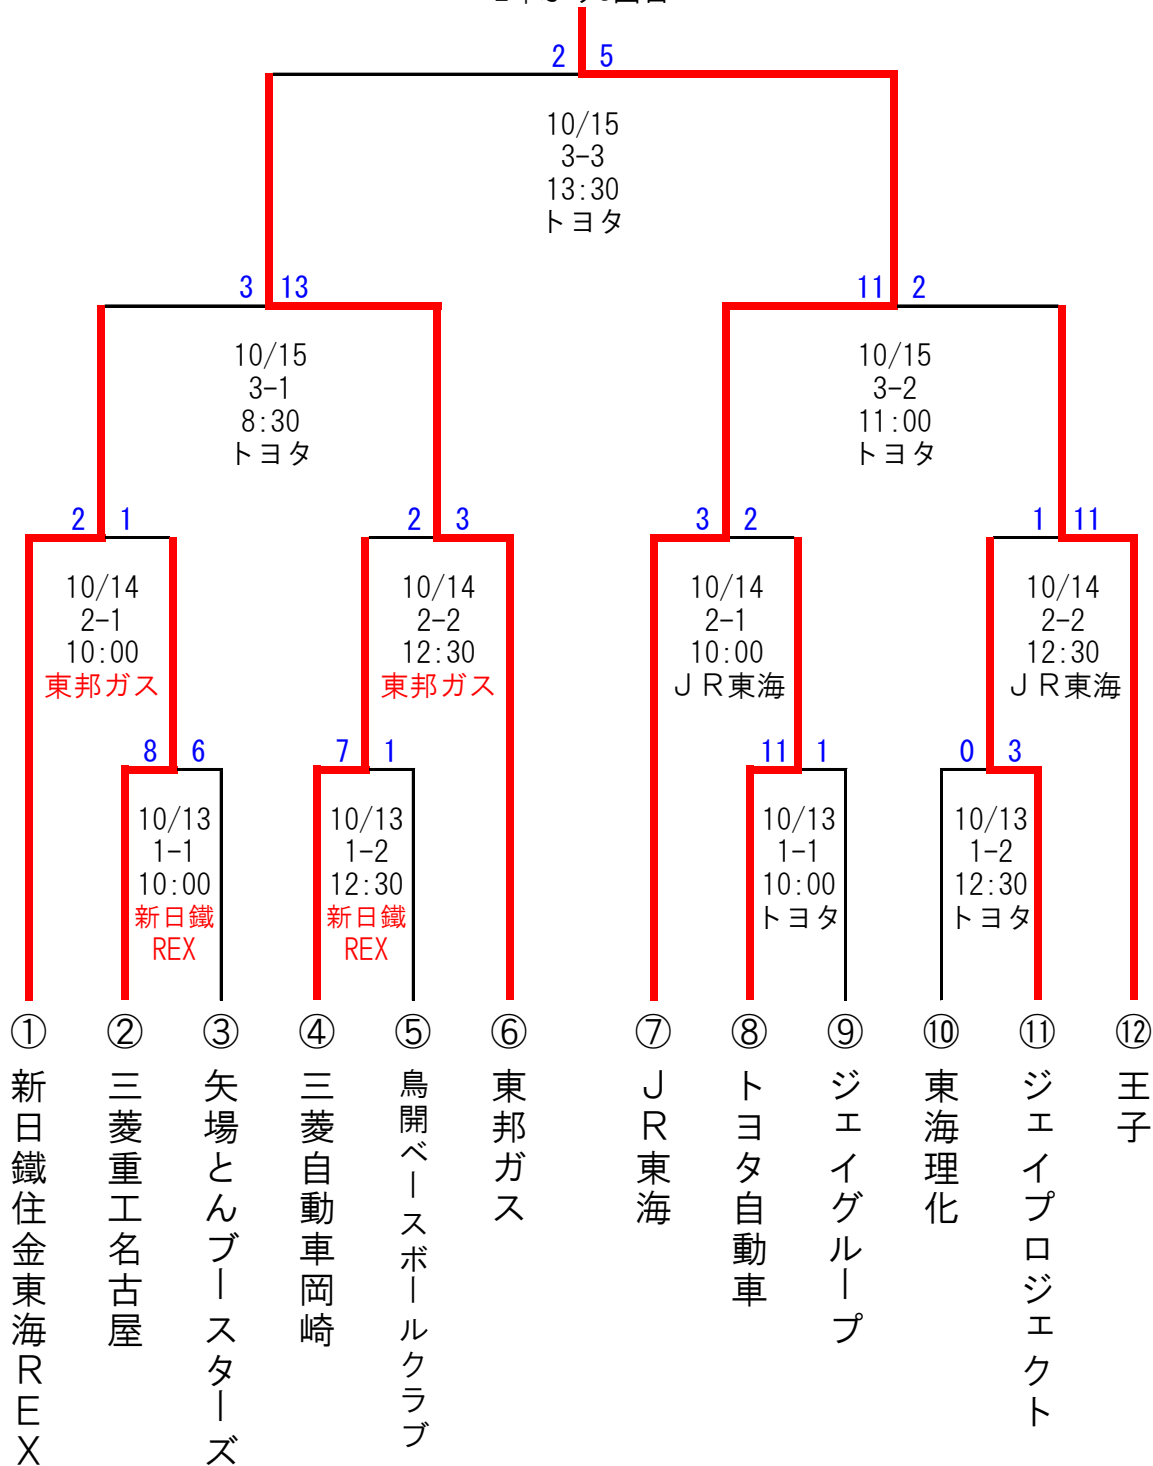 2 5
10/15
3-3
13:30
トヨタ
3 13
10/15
3-1
8:30
トヨタ
11 2
10/15
3-2
11:00
トヨタ
2 1
10/14
2-1
10:00
東邦ガス
2 3
10/14
2-2
12:30
東邦ガス
3 2
10/14
2-1
10:00
ＪＲ東海
1 11
10/14
2-2
12:30
ＪＲ東海
8 6
10/13
1-1
10:00
新日鐵
REX
7 1
10/13
1-2
12:30
新日鐵
REX
11 1
10/13
1-1
10:00
トヨタ
0 3
10/13
1-2
12:30
トヨタ
① 新日鐵住金東海ＲＥＸ
② 三菱重工名古屋
③ 矢場とんブースターズ
④ 三菱自動車岡崎
⑤ 鳥開ベースボールクラブ
⑥ 東邦ガス
⑦ ＪＲ東海
⑧ トヨタ自動車
⑨ ジェイグループ
⑩ 東海理化
⑪ ジェイプロジェクト
⑫ 王子